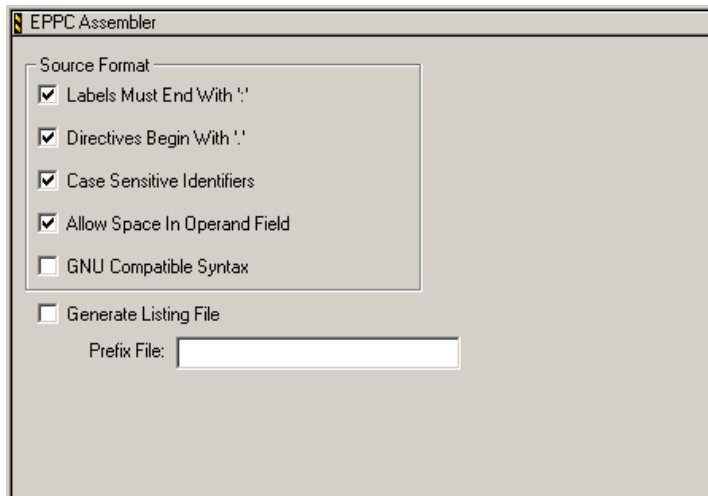 EPPC Assembler
Source Format
Labels Must End With ':'
Directives Begin With '.'
Case Sensitive Identifiers
Allow Space In Operand Field
GNU Compatible Syntax
Generate Listing File
Prefix File: